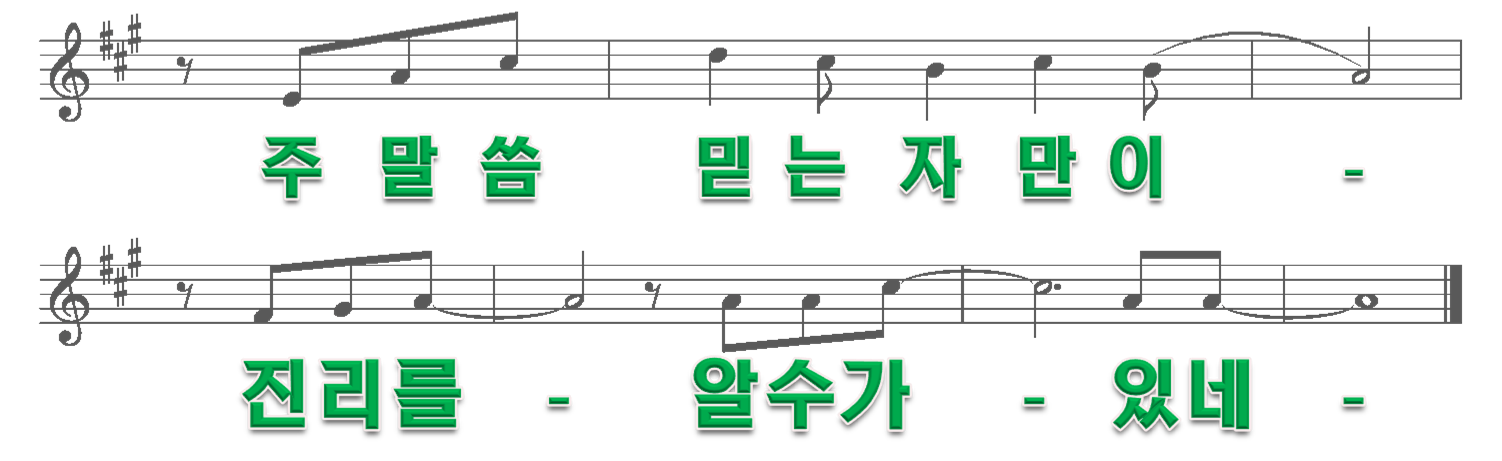 주 말 씀 믿 는 자 만 이 -
진 리 를 - 알 수 가 - 있 네 -